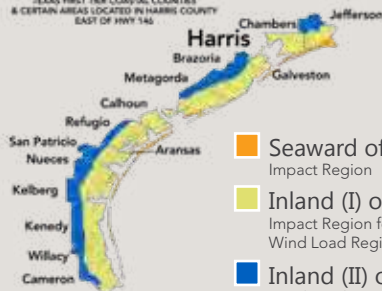 TEXAS FIRST TIER COASTAL COUNTIES
& CERTAIN AREAS LOCATED IN HARRIS COUNTY
EAST OF HWY 146
Jefferson
Chambers
Harris
Brazoria
Metagorda
Galveston
Calhoun
Refugio
San Patricio
Aransas
Nueces
Kelberg
Kenedy
Willacy
Cameron
Seaward of
Impact Region
Inland (I) o
Impact Region f
Wind Load Regi
Inland (II) o